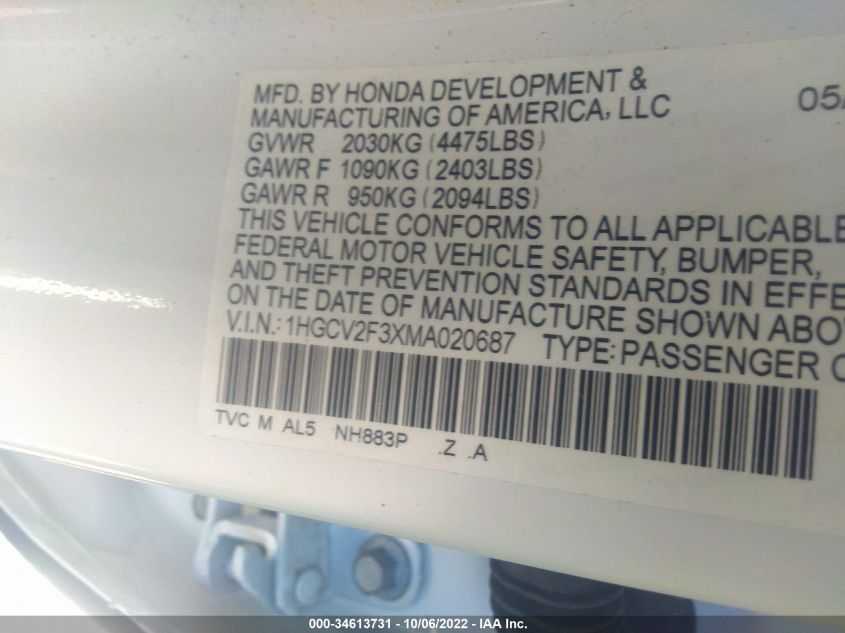 MFD. BY HONDA DEVELOPMENT &
MANUFACTURING OF AMERICA, LLC 05/
GVWR 2030KG (4475LBS)
GAWR F 1090KG (2403LBS)
GAWR R 950KG (2094LBS)
THIS VEHICLE CONFORMS TO ALL APPLICABLE
FEDERAL MOTOR VEHICLE SAFETY, BUMPER,
AND THEFT PREVENTION STANDARDS IN EFFE
ON THE DATE OF MANUFACTURE SHOWN ABO
V.I.N.: 1HGCV2F3XMA020687 TYPE: PASSENGER C
TVC M AL5 NH883P .Z .A
000-34613731 - 10/06/2022 - IAA Inc.